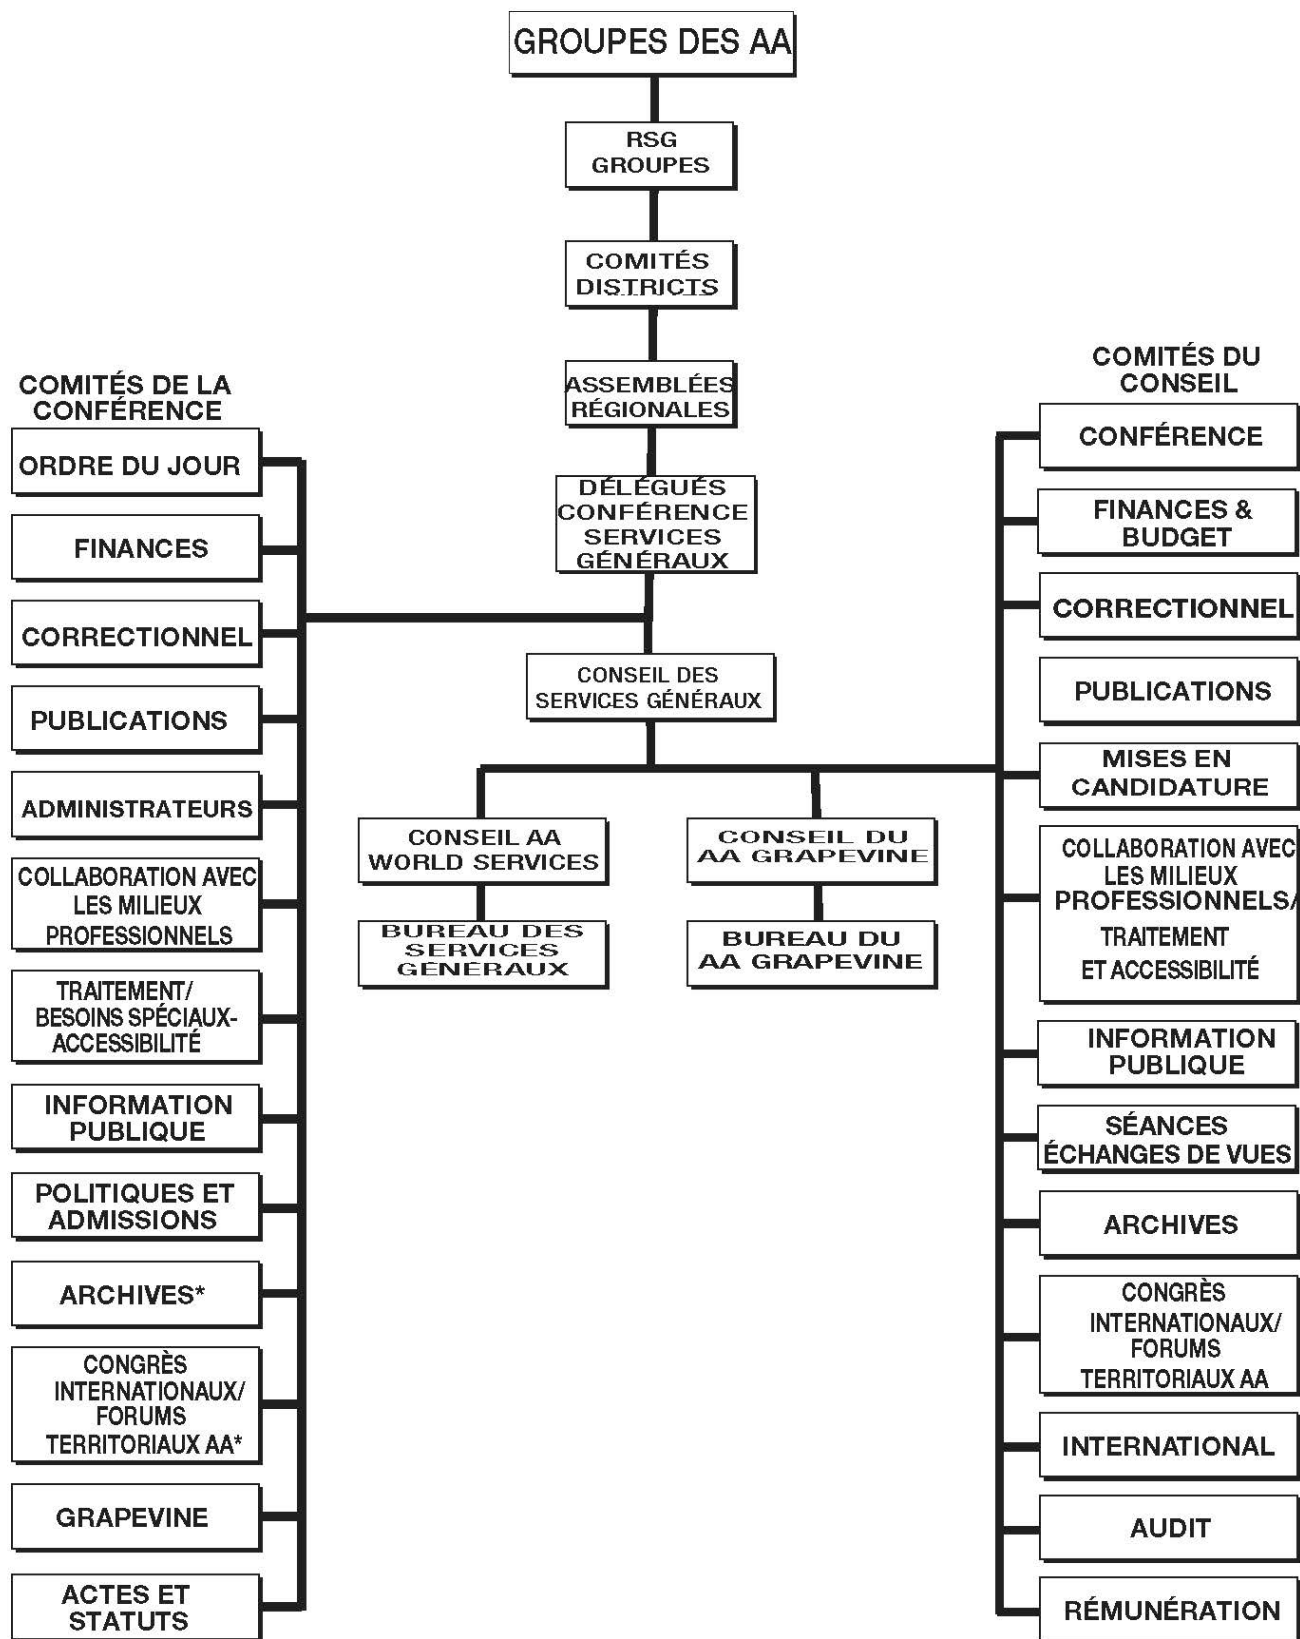 GROUPES DES AA
RSG
GROUPES
COMITÉS
DISTRICTS
ASSEMBLÉES
RÉGIONALES
DÉLÉGUÉS
CONFÉRENCE
SERVICES
GÉNÉRAUX
CONSEIL DES
SERVICES GÉNÉRAUX
CONSEIL AA
WORLD SERVICES
BUREAU DES
SERVICES
GÉNÉRAUX
CONSEIL DU
AA GRAPEVINE
BUREAU DU
AA GRAPEVINE
COMITÉS DE LA
CONFÉRENCE
ORDRE DU JOUR
FINANCES
CORRECTIONNEL
PUBLICATIONS
ADMINISTRATEURS
COLLABORATION AVEC
LES MILIEUX
PROFESSIONNELS
TRAITEMENT/
BESOINS SPÉCIAUX-
ACCESSIBILITÉ
INFORMATION
PUBLIQUE
POLITIQUES ET
ADMISSIONS
ARCHIVES*
CONGRÈS
INTERNATIONAUX/
FORUMS
TERRITORIAUX AA*
GRAPEVINE
ACTES ET
STATUTS
COMITÉS DU
CONSEIL
CONFÉRENCE
FINANCES &
BUDGET
CORRECTIONNEL
PUBLICATIONS
MISES EN
CANDIDATURE
COLLABORATION AVEC
LES MILIEUX
PROFESSIONNELS/
TRAITEMENT
ET ACCESSIBILITÉ
INFORMATION
PUBLIQUE
SÉANCES
ÉCHANGES DE VUES
ARCHIVES
CONGRÈS
INTERNATIONAUX/
FORUMS
TERRITORIAUX AA
INTERNATIONAL
AUDIT
RÉMUNÉRATION